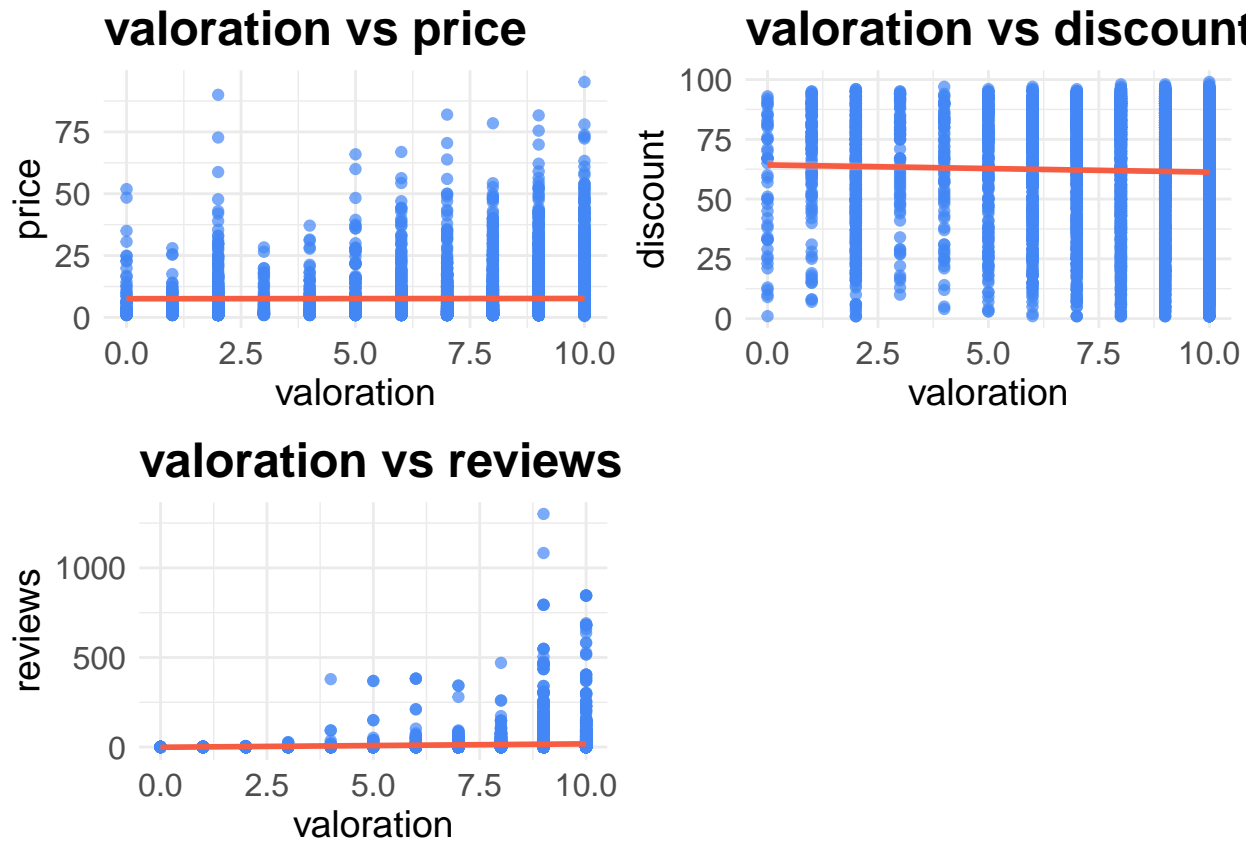 valoration vs price
price
75
50
25
0
0.0 2.5 5.0 7.5 10.0
valoration
valoration vs discount
discount
100
75
50
25
0
0.0 2.5 5.0 7.5 10.0
valoration
valoration vs reviews
reviews
1000
500
0
0.0 2.5 5.0 7.5 10.0
valoration